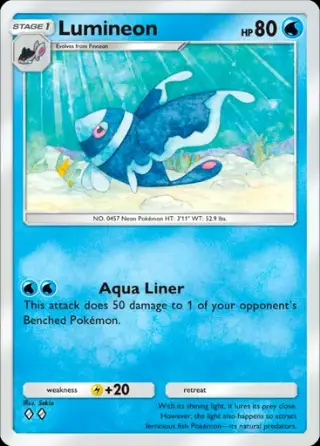 STAGE 1
Lumineon
HP 80
Evolves from Finneon
NO. 0457 Neon Pokémon HT: 3'11" WT: 52.9 lbs.
Aqua Liner
This attack does 50 damage to 1 of your opponent's
Benched Pokémon.
weakness +20 retreat
Illus. Sekio
With its shining light, it lures its prey close.
However, the light also happens to attract
ferocious fish Pokémon—its natural predators.